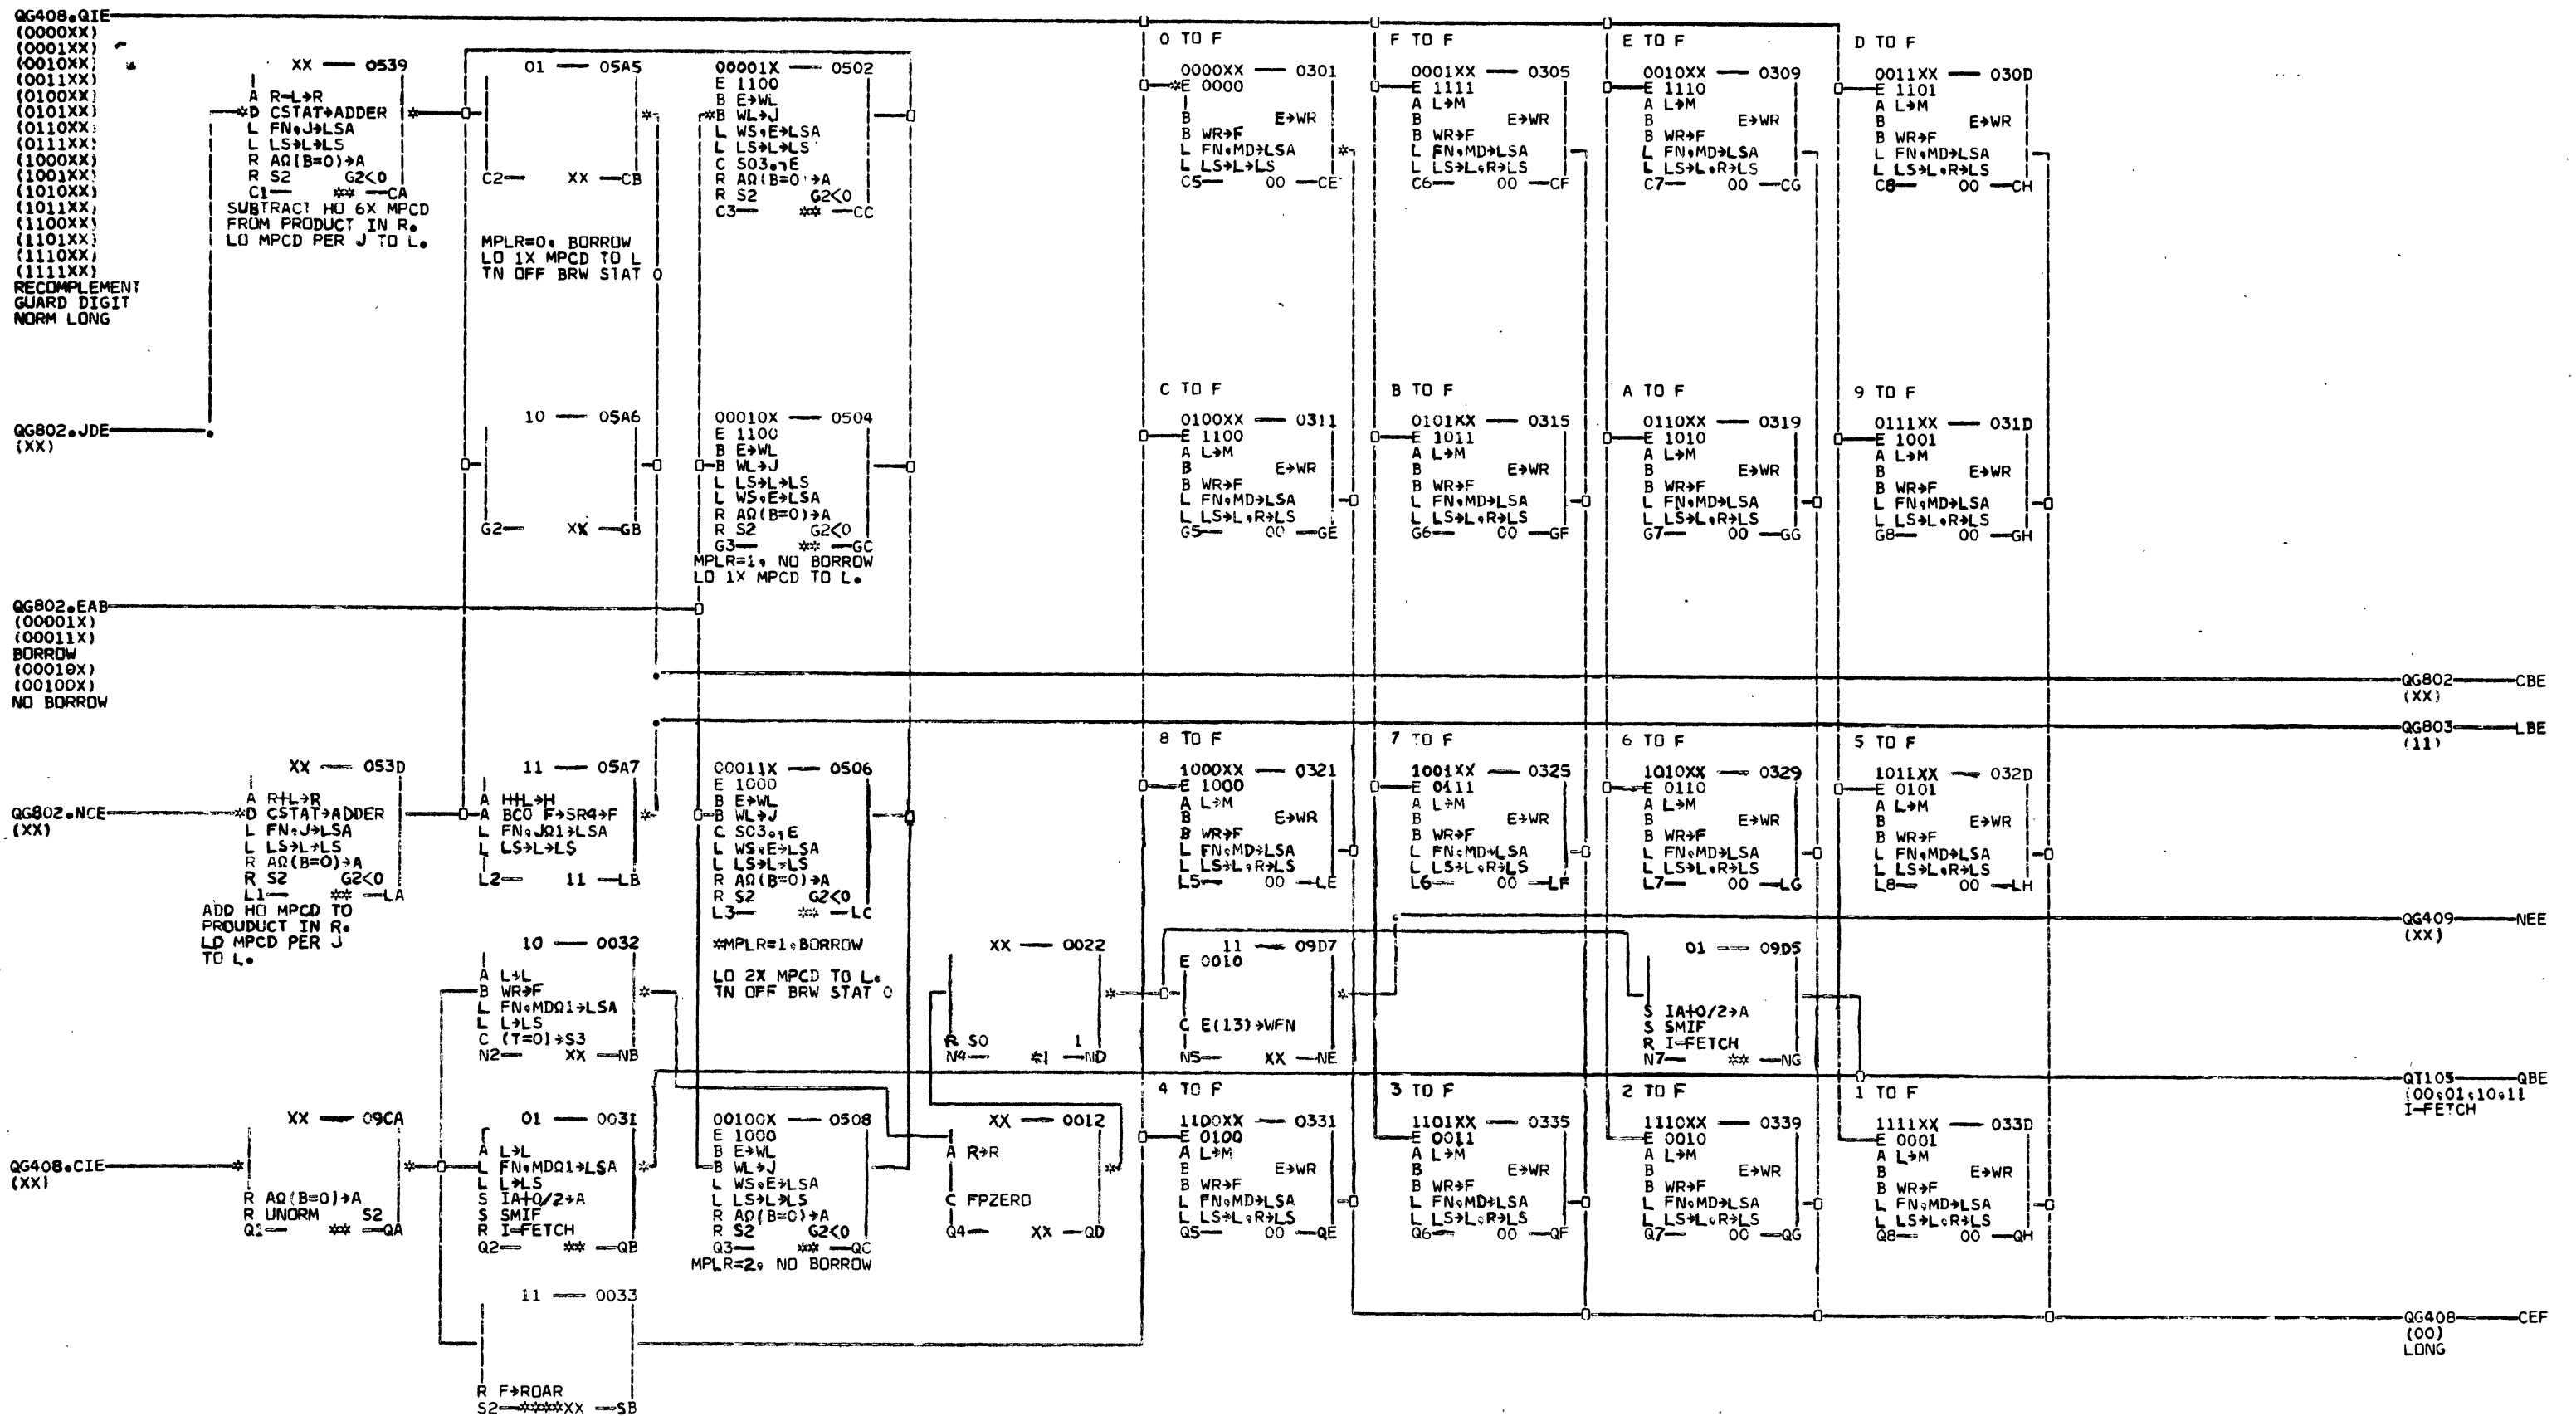 QG408.QIE
(0000XX)
(0001XX)
(0010XX)
(0011XX)
(0100XX)
(0101XX)
(0110XX)
(0111XX)
(1000XX)
(1001XX)
(1010XX)
(1011XX)
(1100XX)
(1101XX)
(1110XX)
(1111XX)
RECOMPLEMENT
GUARD DIGIT
NORM LONG
XX — 0539
A R-L→R
*D CSTAT→ADDER *
L FN,J→LSA
L LS→L→LS
R AΩ(B=0)→A
R S2 G2<0
C1— ** —CA
SUBTRACT HO 6X MPCD
FROM PRODUCT IN R.
LO MPCD PER J TO L.
01 — 05A5
*
C2— XX —CB
MPLR=0, BORROW
LO 1X MPCD TO L
TN OFF BRW STAT 0
00001X — 0502
E 1100
B E→WL
*B WL→J
L WS,E→LSA
L LS→L→LS
C S03,¬E
R AΩ(B=0)→A
R S2 G2<0
C3— ** —CC
0 TO F
0000XX — 0301
*E 0000
B E→WR
B WR→F
L FN,MD→LSA *
L LS→L→LS
C5— 00 —CE
F TO F
0001XX — 0305
E 1111
A L→M
B E→WR
B WR→F
L FN,MD→LSA
L LS→L,R→LS
C6— 00 —CF
E TO F
0010XX — 0309
E 1110
A L→M
B E→WR
B WR→F
L FN,MD→LSA
L LS→L,R→LS
C7— 00 —CG
D TO F
0011XX — 030D
E 1101
A L→M
B E→WR
B WR→F
L FN,MD→LSA
L LS→L,R→LS
C8— 00 —CH
QG802.JDE
(XX)
10 — 05A6
G2— XX —GB
00010X — 0504
E 1100
B E→WL
B WL→J
L LS→L→LS
L WS,E→LSA
R AΩ(B=0)→A
R S2 G2<0
G3— ** —GC
MPLR=1, NO BORROW
LO 1X MPCD TO L.
C TO F
0100XX — 0311
E 1100
A L→M
B E→WR
B WR→F
L FN,MD→LSA
L LS→L,R→LS
G5— 00 —GE
B TO F
0101XX — 0315
E 1011
A L→M
B E→WR
B WR→F
L FN,MD→LSA
L LS→L,R→LS
G6— 00 —GF
A TO F
0110XX — 0319
E 1010
A L→M
B E→WR
B WR→F
L FN,MD→LSA
L LS→L,R→LS
G7— 00 —GG
9 TO F
0111XX — 031D
E 1001
A L→M
B E→WR
B WR→F
L FN,MD→LSA
L LS→L,R→LS
G8— 00 —GH
QG802.EAB
(00001X)
(00011X)
BORROW
(00010X)
(00100X)
NO BORROW
QG802 — CBE
(XX)
QG803 — LBE
(11)
QG802.NCE
(XX)
XX — 053D
A R+L→R
*D CSTAT→ADDER
L FN,J→LSA
L LS→L→LS
R AΩ(B=0)→A
R S2 G2<0
L1— ** —LA
ADD HO MPCD TO
PROUDUCT IN R.
LO MPCD PER J
TO L.
11 — 05A7
A H+L→H
A BCO F→SR4→F *
L FN,JΩ1→LSA
L LS→L→LS
L2— 11 —LB
00011X — 0506
E 1000
B E→WL
B WL→J
C S03,¬E
L WS,E→LSA
L LS→L→LS
R AΩ(B=0)→A
R S2 G2<0
L3— ** —LC
*MPLR=1,BORROW
LO 2X MPCD TO L.
TN OFF BRW STAT 0
8 TO F
1000XX — 0321
E 1000
A L→M
B E→WR
B WR→F
L FN,MD→LSA
L LS→L,R→LS
L5— 00 —LE
7 TO F
1001XX — 0325
E 0111
A L→M
B E→WR
B WR→F
L FN,MD→LSA
L LS→L,R→LS
L6— 00 —LF
6 TO F
1010XX — 0329
E 0110
A L→M
B E→WR
B WR→F
L FN,MD→LSA
L LS→L,R→LS
L7— 00 —LG
5 TO F
1011XX — 032D
E 0101
A L→M
B E→WR
B WR→F
L FN,MD→LSA
L LS→L,R→LS
L8— 00 —LH
QG409 — NEE
(XX)
10 — 0032
A L→L
B WR→F *
L FN,MDΩ1→LSA
L L→LS
C (T=0)→S3
N2— XX —NB
XX — 0022
*
R S0 1
N4— *1 —ND
11 — 09D7
E 0010
*
C E(13)→WFN
N5— XX —NE
01 — 09D5
S IA+0/2→A
S SMIF
R I-FETCH
N7— ** —NG
QT105 — QBE
(00,01,10,11
I-FETCH
QG408.CIE
(XX)
XX — 09CA
* *
R AΩ(B=0)→A
R UNORM S2
Q1— ** —QA
01 — 0031
A L→L
L FN,MDΩ1→LSA *
L L→LS
S IA+0/2→A
S SMIF
R I-FETCH
Q2— ** —QB
00100X — 0508
E 1000
B E→WL
B WL→J
L WS,E→LSA
L LS→L→LS
R AΩ(B=0)→A
R S2 G2<0
Q3— ** —QC
MPLR=2, NO BORROW
XX — 0012
A R→R
*
C FPZERO
Q4— XX —QD
4 TO F
1100XX — 0331
E 0100
A L→M
B E→WR
B WR→F
L FN,MD→LSA
L LS→L,R→LS
Q5— 00 —QE
3 TO F
1101XX — 0335
E 0011
A L→M
B E→WR
B WR→F
L FN,MD→LSA
L LS→L,R→LS
Q6— 00 —QF
2 TO F
1110XX — 0339
E 0010
A L→M
B E→WR
B WR→F
L FN,MD→LSA
L LS→L,R→LS
Q7— 00 —QG
1 TO F
1111XX — 033D
E 0001
A L→M
B E→WR
B WR→F
L FN,MD→LSA
L LS→L,R→LS
Q8— 00 —QH
11 — 0033
R F→ROAR
S2—****XX —SB
QG408 — CEF
(00)
LONG